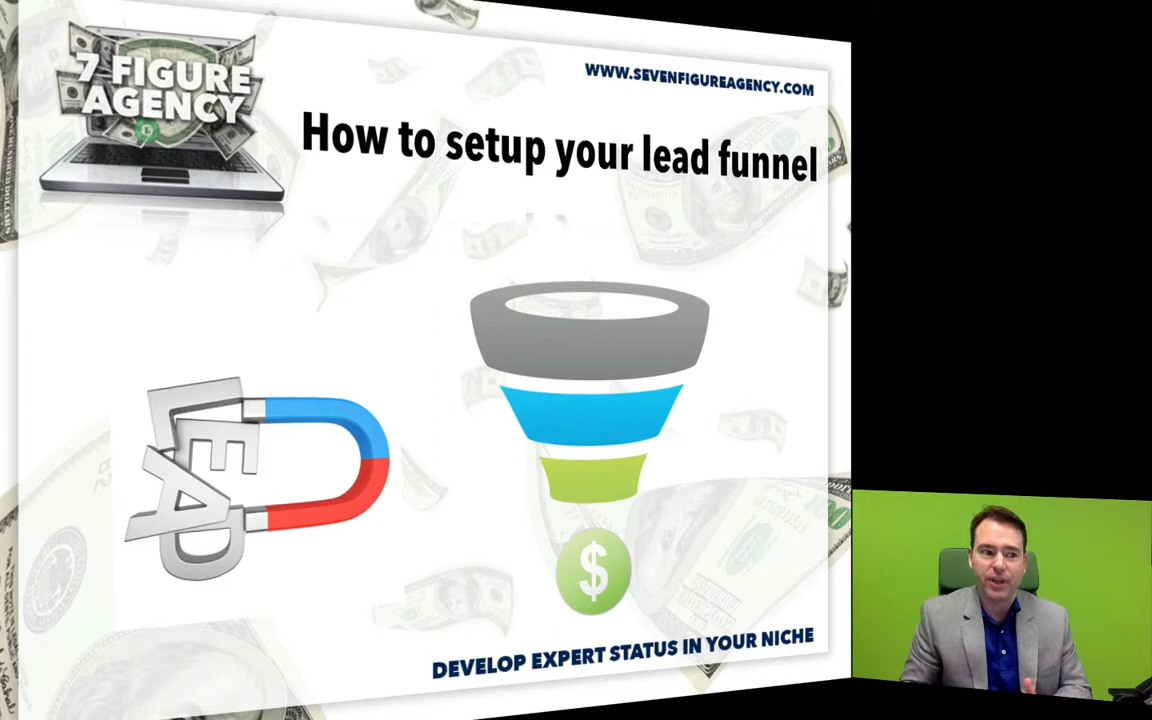 7 FIGURE
AGENCY
WWW.SEVENFIGUREAGENCY.COM
How to setup your lead funnel
LEAD
$
DEVELOP EXPERT STATUS IN YOUR NICHE